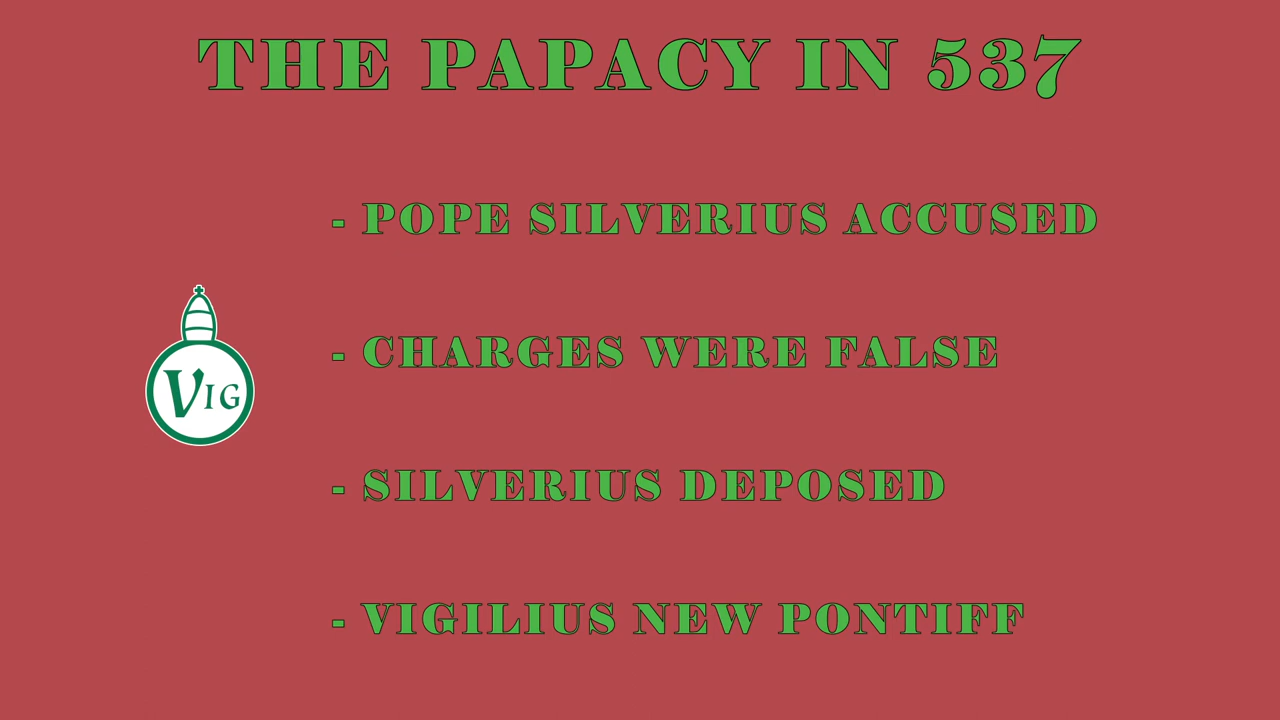 THE PAPACY IN 537
- POPE SILVERIUS ACCUSED
- CHARGES WERE FALSE
VIG
- SILVERIUS DEPOSED
- VIGILIUS NEW PONTIFF